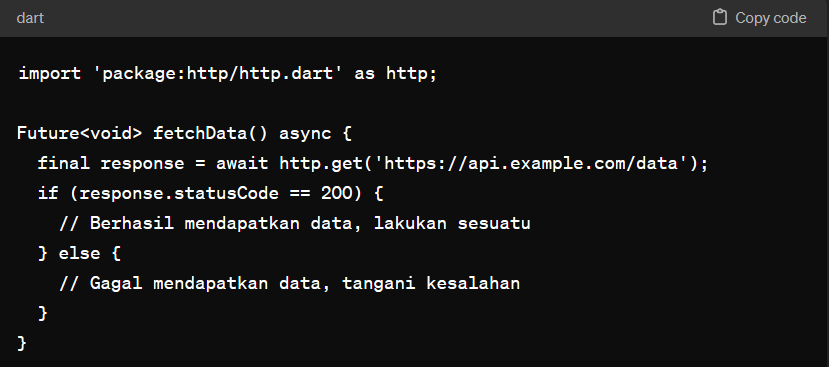 dart
Copy code
import 'package:http/http.dart' as http;
Future<void> fetchData() async {
final response = await http.get('https://api.example.com/data');
if (response.statusCode == 200) {
// Berhasil mendapatkan data, lakukan sesuatu
} else {
// Gagal mendapatkan data, tangani kesalahan
}
}